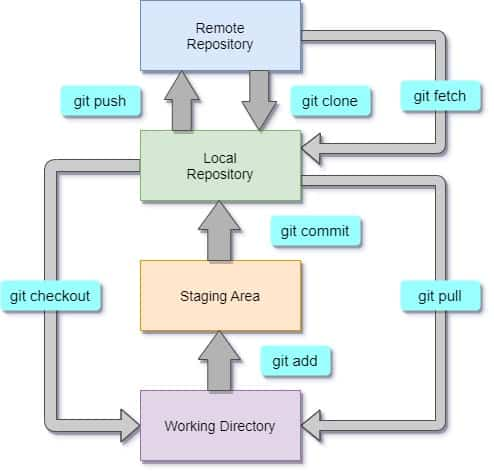 Remote
Repository
git push
git clone
git fetch
Local
Repository
git commit
git checkout
Staging Area
git pull
git add
Working Directory